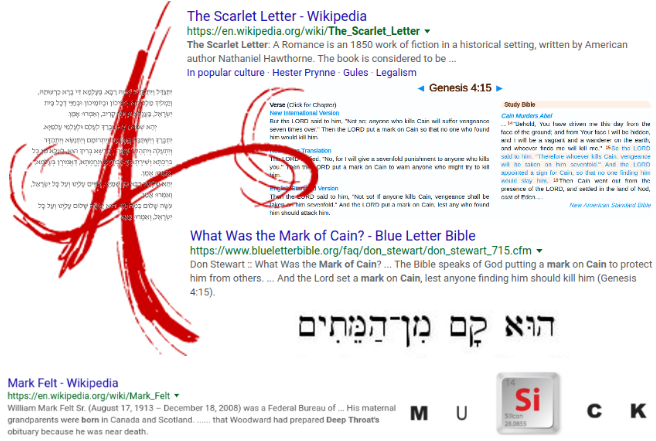 The Scarlet Letter - Wikipedia
https://en.wikipedia.org/wiki/The_Scarlet_Letter
The Scarlet Letter: A Romance is an 1850 work of fiction in a historical setting, written by American
author Nathaniel Hawthorne. The book is considered to be ...
In popular culture · Hester Prynne · Gules · Legalism
◄ Genesis 4:15 ►
Verse (Click for Chapter)
New International Version
But the LORD said to him, "Not so; anyone who kills Cain will suffer vengeance
seven times over." Then the LORD put a mark on Cain so that no one who found
him would kill him.
Translation
The LORD replied, "No, for I will give a sevenfold punishment to anyone who kills
you." Then the LORD put a mark on Cain to warn anyone who might try to kill
him.
Version
Then the LORD said to him, "Not so! If anyone kills Cain, vengeance shall be
taken on him sevenfold." And the LORD put a mark on Cain, lest any who found
him should attack him.
Study Bible
Cain Murders Abel
... 14"Behold, You have driven me this day from the
face of the ground; and from Your face I will be hidden,
and I will be a vagrant and a wanderer on the earth,
and whoever finds me will kill me." 15So the LORD
said to him, "Therefore whoever kills Cain, vengeance
will be taken on him sevenfold." And the LORD
appointed a sign for Cain, so that no one finding him
would slay him. 16Then Cain went out from the
presence of the LORD, and settled in the land of Nod,
east of Eden. ...
New American Standard Bible
What was the Mark of Cain? - Blue Letter Bible
https://www.blueletterbible.org/faq/don_stewart/don_stewart_715.cfm
Don Stewart :: What Was the Mark of Cain? ... The Bible speaks of God putting a mark on Cain to protect
him from others. ... And the Lord set a mark on Cain, lest anyone finding him should kill him (Genesis
4:15).
הוּא קָם מִן־הַמֵּתִים
Mark Felt - Wikipedia
https://en.wikipedia.org/wiki/Mark_Felt
William Mark Felt Sr. (August 17, 1913 – December 18, 2008) was a Federal Bureau of ... His maternal
grandparents were born in Canada and Scotland. ...... that Woodward had prepared Deep Throat's
obituary because he was near death.
M U Si C K
14
Silicon
28.0855